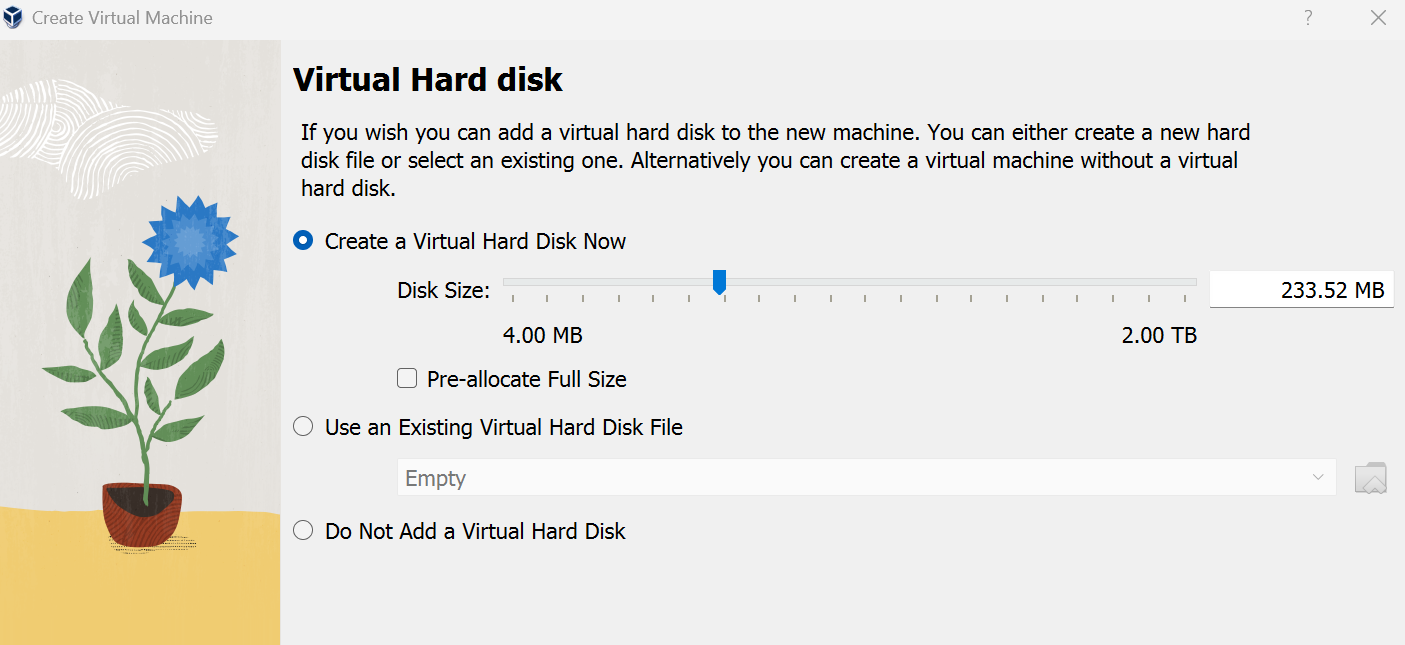 Create Virtual Machine
?
Virtual Hard disk
If you wish you can add a virtual hard disk to the new machine. You can either create a new hard
disk file or select an existing one. Alternatively you can create a virtual machine without a virtual
hard disk.
Create a Virtual Hard Disk Now
Disk Size:
233.52 MB
4.00 MB
2.00 TB
Pre-allocate Full Size
Use an Existing Virtual Hard Disk File
Empty
Do Not Add a Virtual Hard Disk